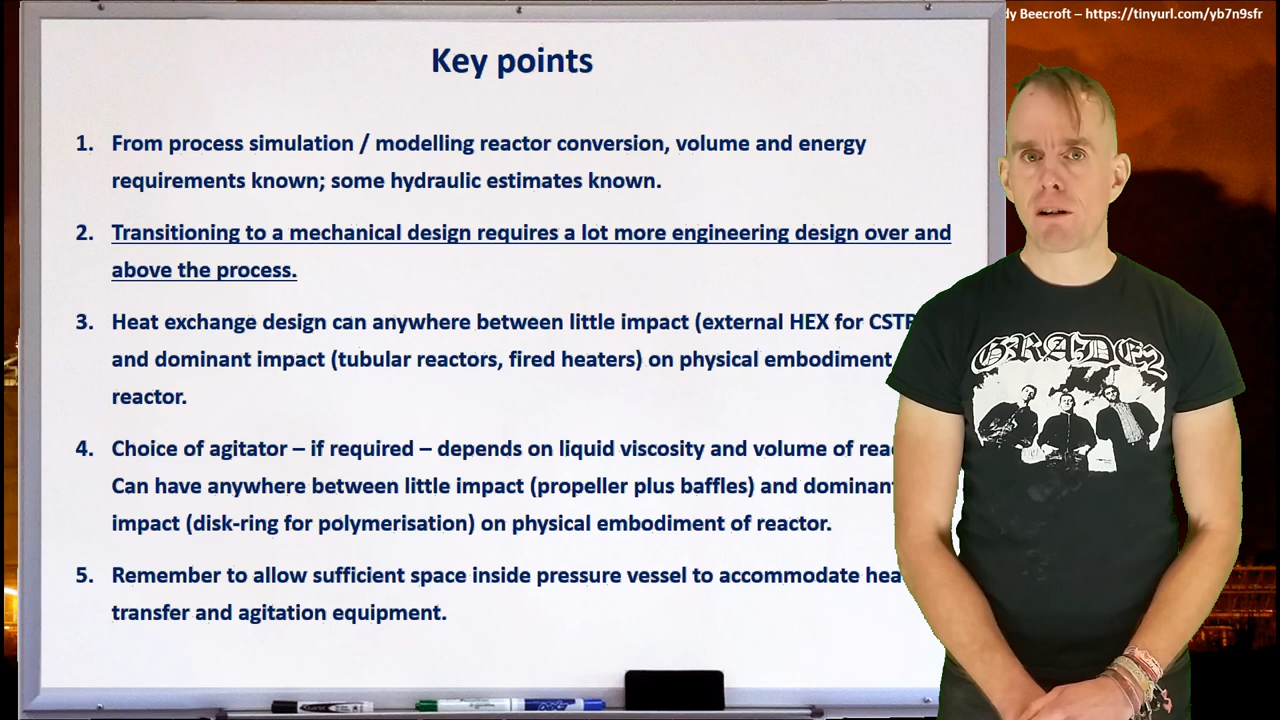 dy Beecroft – https://tinyurl.com/yb7n9sfr
Key points
1. From process simulation / modelling reactor conversion, volume and energy
requirements known; some hydraulic estimates known.
2. Transitioning to a mechanical design requires a lot more engineering design over and
above the process.
3. Heat exchange design can anywhere between little impact (external HEX for CSTR
and dominant impact (tubular reactors, fired heaters) on physical embodiment
reactor.
4. Choice of agitator – if required – depends on liquid viscosity and volume of reac
Can have anywhere between little impact (propeller plus baffles) and dominant
impact (disk-ring for polymerisation) on physical embodiment of reactor.
5. Remember to allow sufficient space inside pressure vessel to accommodate hea
transfer and agitation equipment.
GRADE2